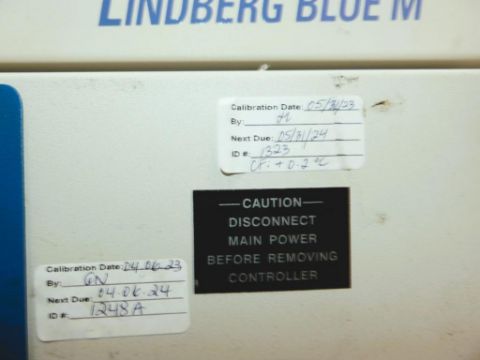 LINDBERG BLUE M
Calibration Date: 05/31/23
By: H
Next Due: 05/31/24
ID #: 1323
CF: + 0.2 °C
CAUTION
DISCONNECT
MAIN POWER
BEFORE REMOVING
CONTROLLER
Calibration Date: 04.06.23
By: GN
Next Due: 04.06.24
ID #: 1248A